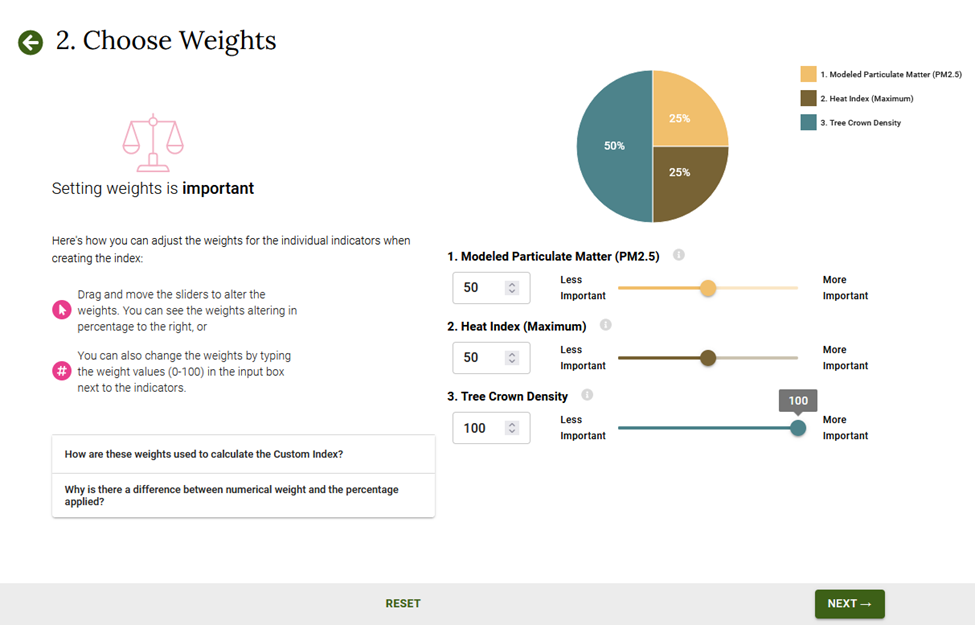 2. Choose Weights
Setting weights is important
Here's how you can adjust the weights for the individual indicators when
creating the index:
Drag and move the sliders to alter the
weights. You can see the weights altering in
percentage to the right, or
#
You can also change the weights by typing
the weight values (0-100) in the input box
next to the indicators.
How are these weights used to calculate the Custom Index?
Why is there a difference between numerical weight and the percentage
applied?
50%
25%
25%
1. Modeled Particulate Matter (PM2.5)
2. Heat Index (Maximum)
3. Tree Crown Density
1. Modeled Particulate Matter (PM2.5)
i
50
Less
Important
More
Important
2. Heat Index (Maximum)
i
50
Less
Important
More
Important
3. Tree Crown Density
i
100
100
Less
Important
More
Important
RESET
NEXT →